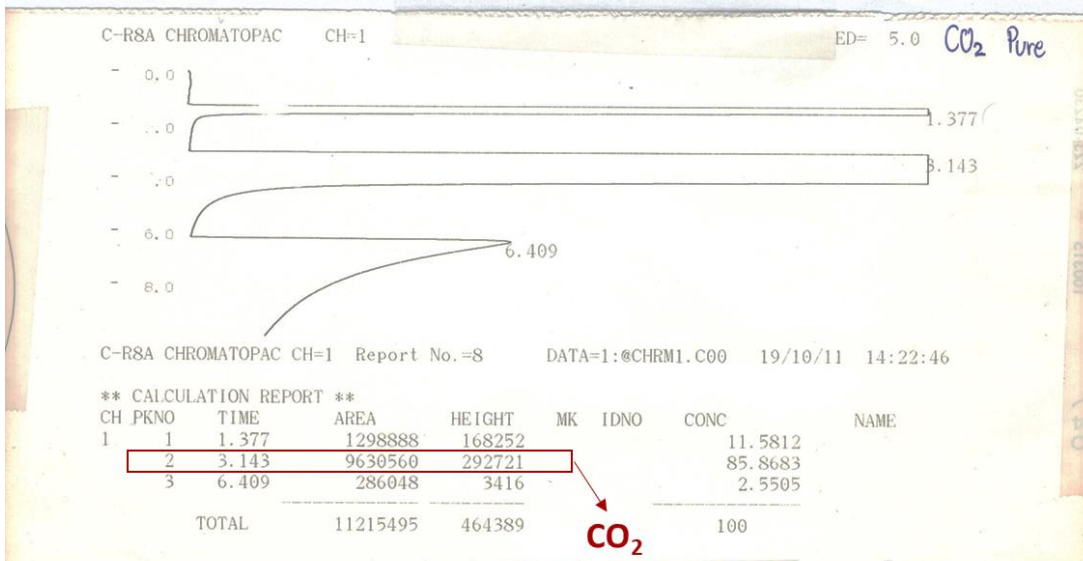 C-R8A CHROMATOPAC CH=1 ED= 5.0 CO₂ Pure
0.0
1.377
.0
3.143
.0
6.0
6.409
8.0
C-R8A CHROMATOPAC CH=1 Report No.=8 DATA=1:@CHRM1.C00 19/10/11 14:22:46
** CALCULATION REPORT **
CH PKNO TIME AREA HEIGHT MK IDNO CONC NAME
1 1 1.377 1298888 168252 11.5812
2 3.143 9630560 292721 85.8683
3 6.409 286048 3416 2.5505
TOTAL 11215495 464389 100
CO₂